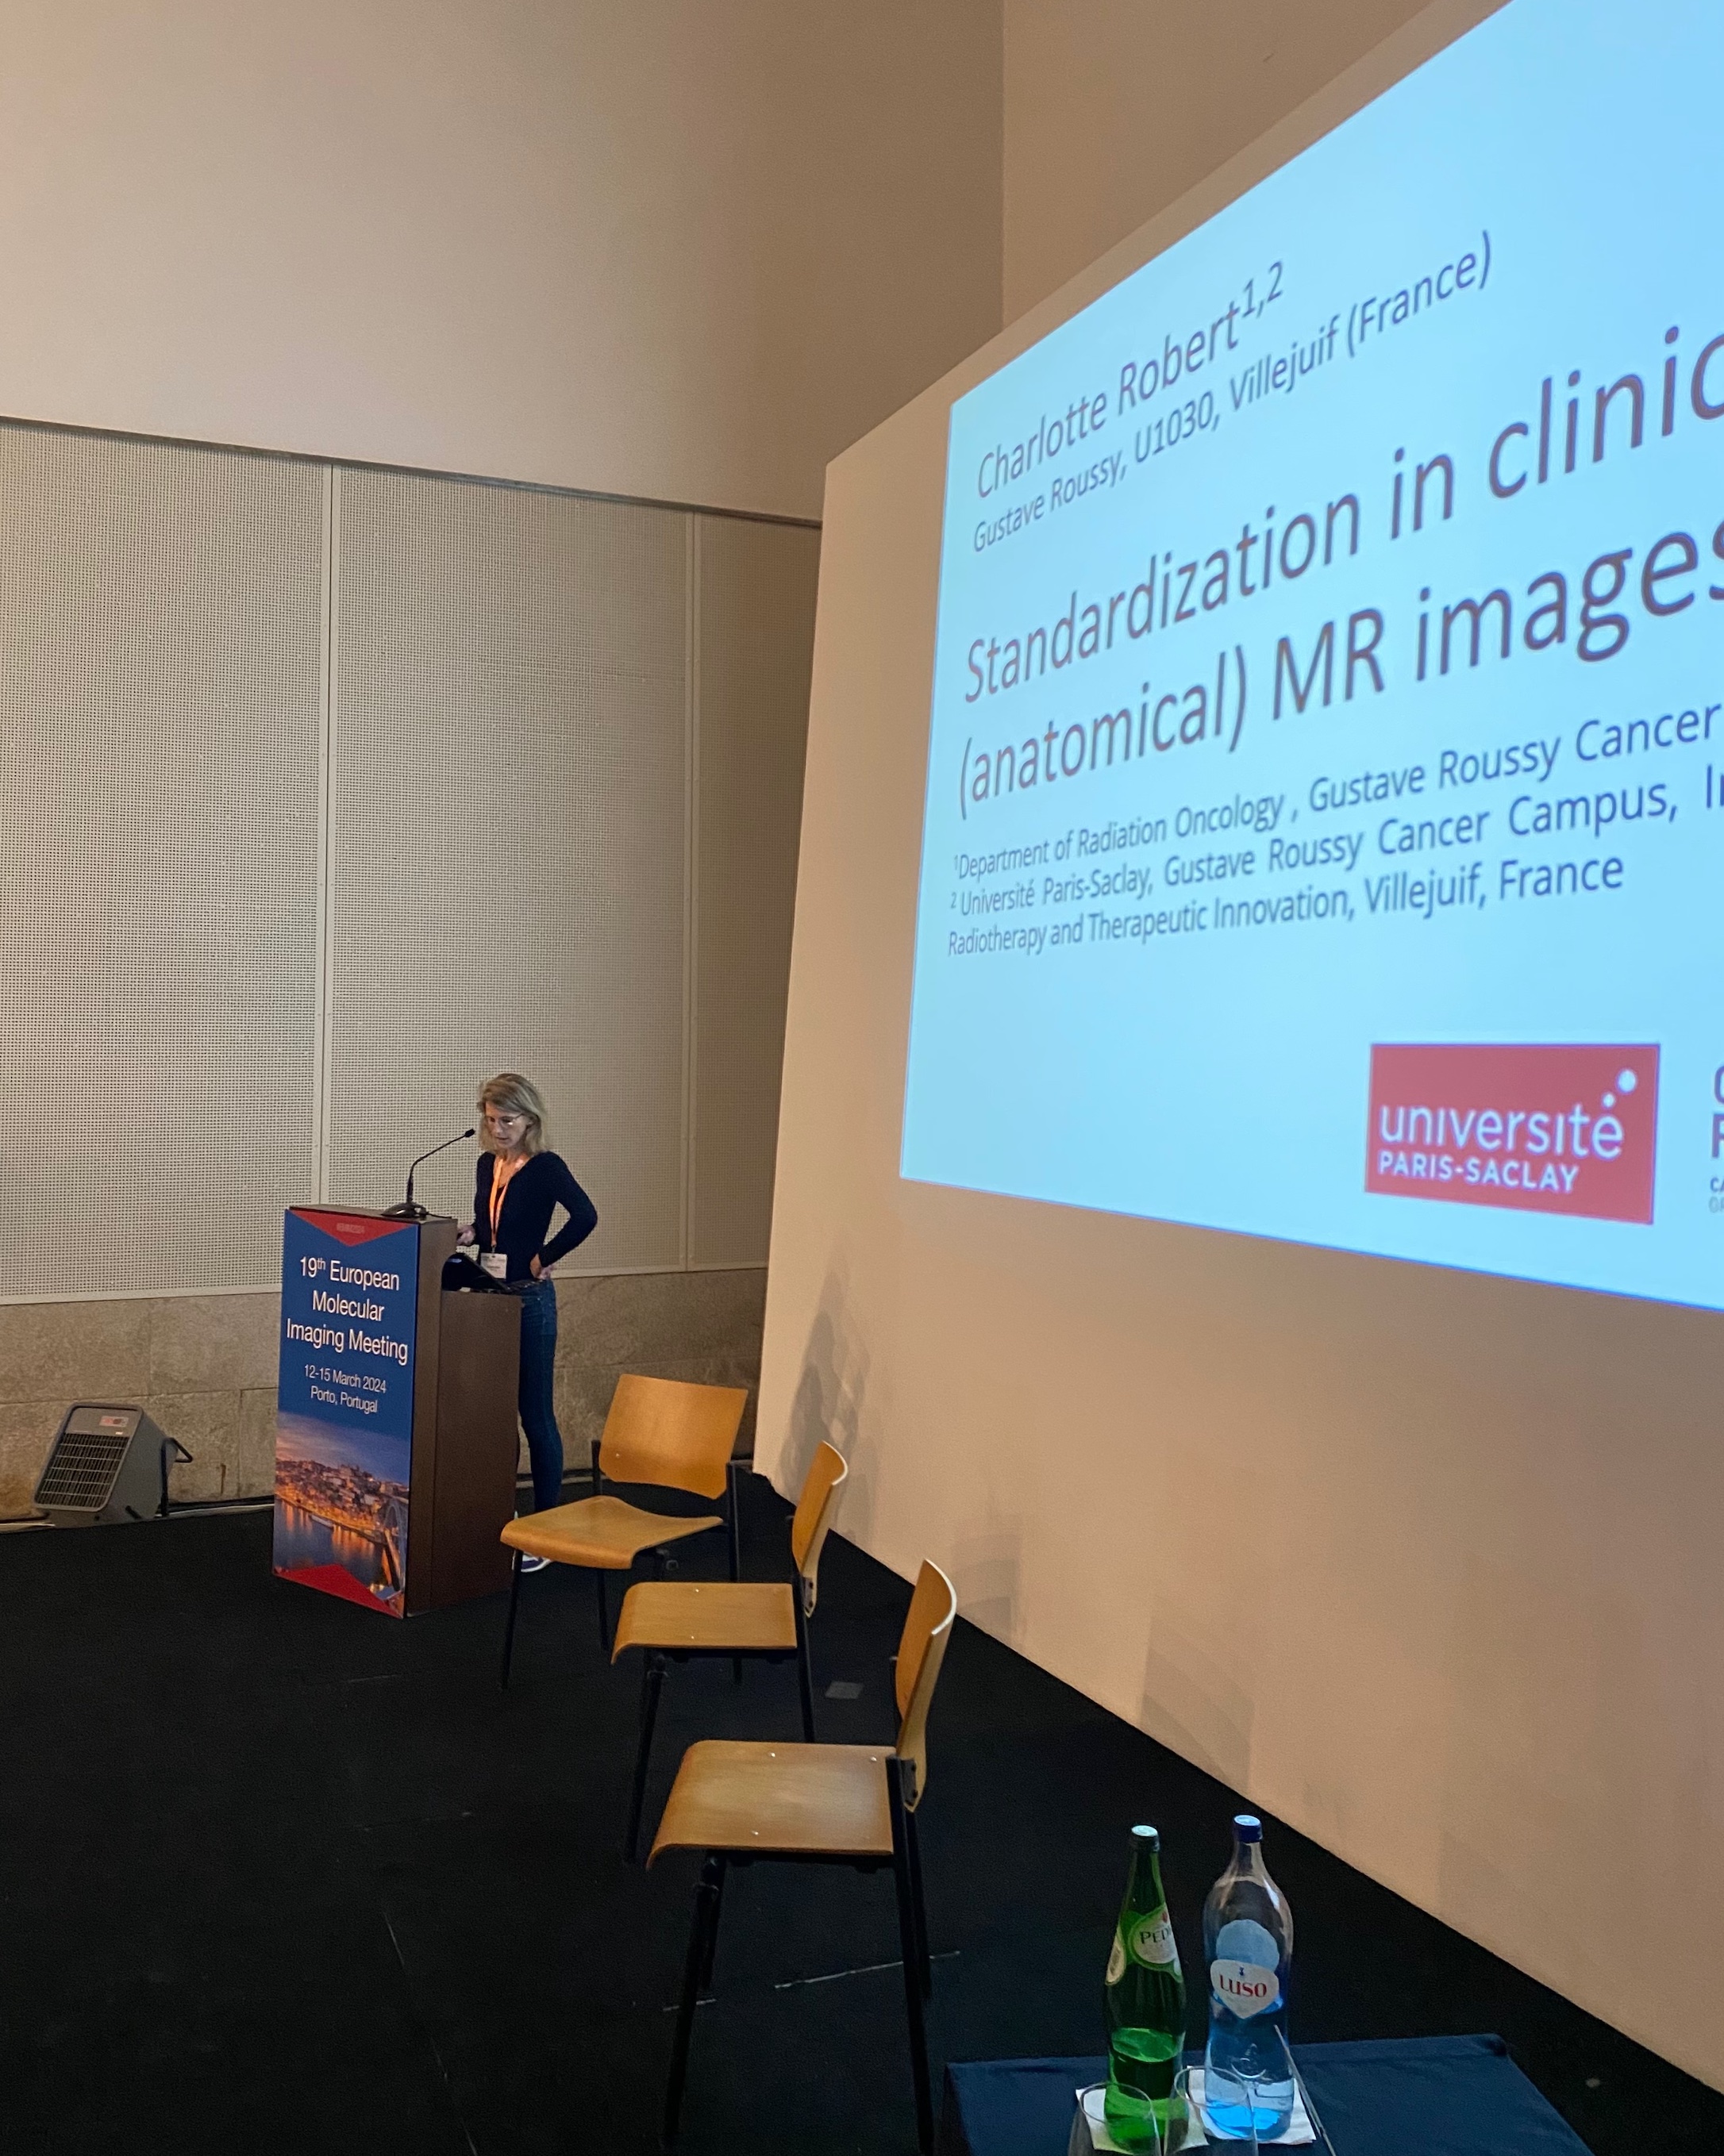 Charlotte Robert1,2
Gustave Roussy, U1030, Villejuif (France)
Standardization in clinic
(anatomical) MR images
1Department of Radiation Oncology , Gustave Roussy Cancer
2 Université Paris-Saclay, Gustave Roussy Cancer Campus,
Radiotherapy and Therapeutic Innovation, Villejuif, France
université
PARIS-SACLAY
19th European
Molecular
Imaging Meeting
12-15 March 2024
Porto, Portugal
LUSO